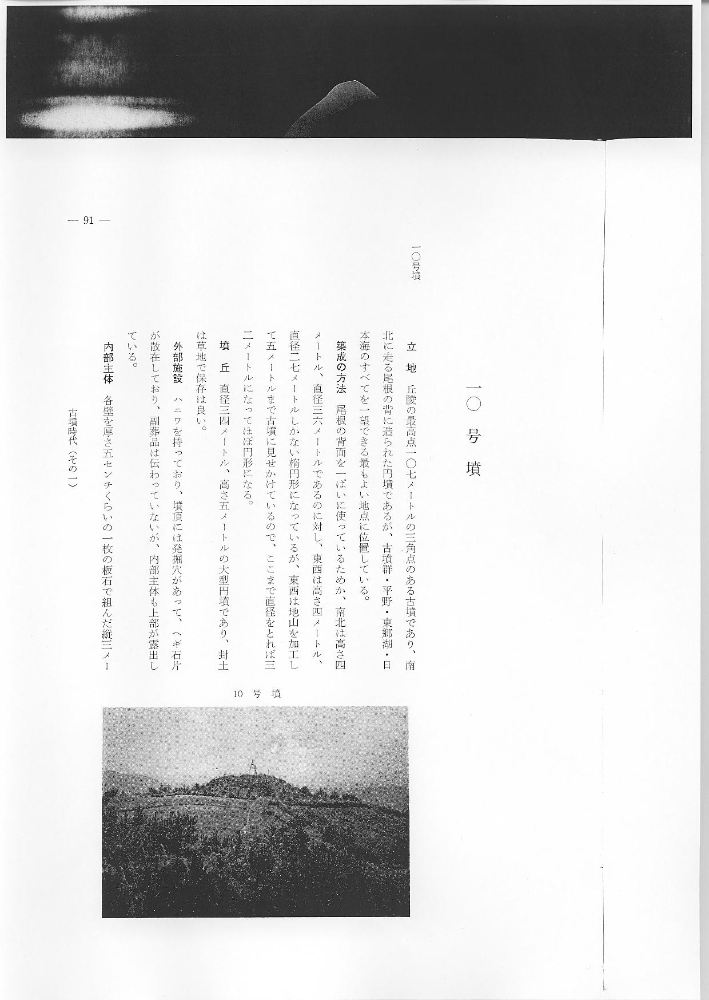 一〇号墳
一〇号墳
立　地　丘陵の最高点一〇七メートルの三角点のある古墳であり、南
北に走る尾根の背に造られた円墳であるが、古墳群・平野・東郷湖・日
本海のすべてを一望できる最もよい地点に位置している。
築成の方法　尾根の背面を一ぱいに使っているためか、南北は高さ四
メートル、直径三六メートルであるのに対し、東西は高さ四メートル、
直径二七メートルしかない楕円形になっているが、東西は地山を加工し
て五メートルまで古墳に見せかけているので、ここまで直径をとれば三
二メートルになってほぼ円形になる。
墳　丘　直径三四メートル、高さ五メートルの大型円墳であり、封土
は草地で保存は良い。
外部施設　ハニワを持っており、墳頂には発掘穴があって、ヘギ石片
が散在しており、副葬品は伝わっていないが、内部主体も上部が露出し
ている。
内部主体　各壁を厚さ五センチくらいの一枚の板石で組んだ縦三メー
10　号　墳
古墳時代（その一）
— 91 —